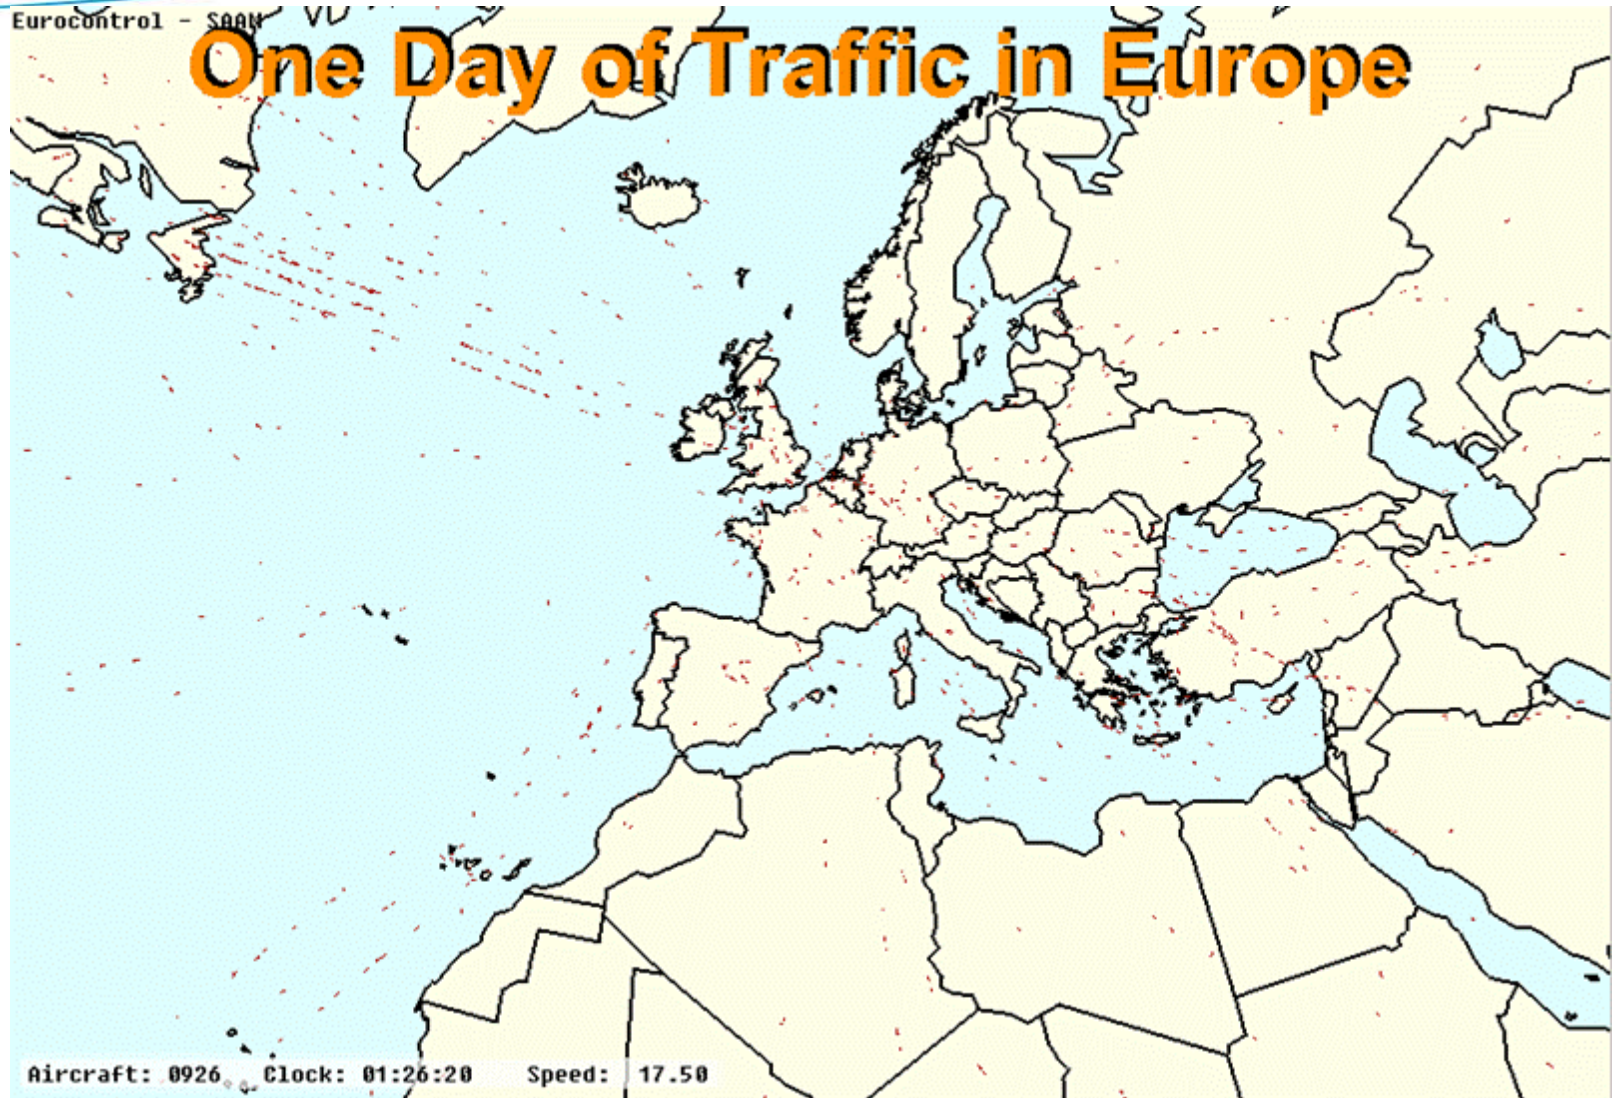 Eurocontrol - SAAM
One Day of Traffic in Europe
Aircraft: 0926 Clock: 01:26:20 Speed: 17.50